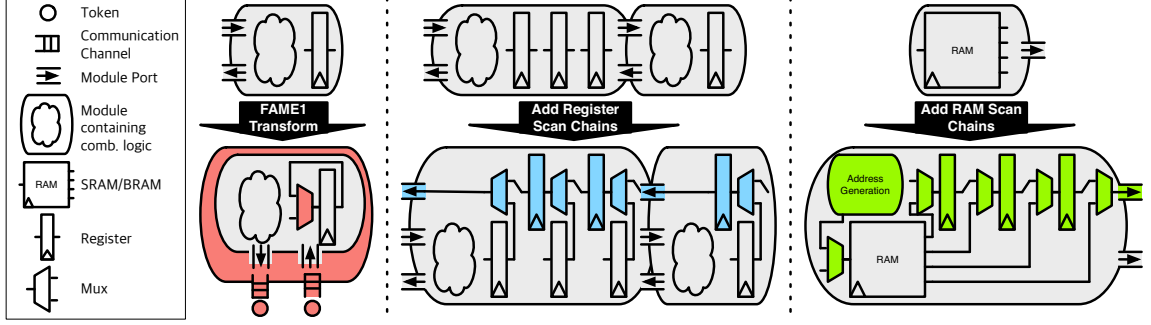 Token
Communication
Channel
Module Port
Module
containing
comb. logic
RAM
SRAM/BRAM
Register
Mux
FAME1
Transform
Add Register
Scan Chains
RAM
Add RAM Scan
Chains
Address
Generation
RAM